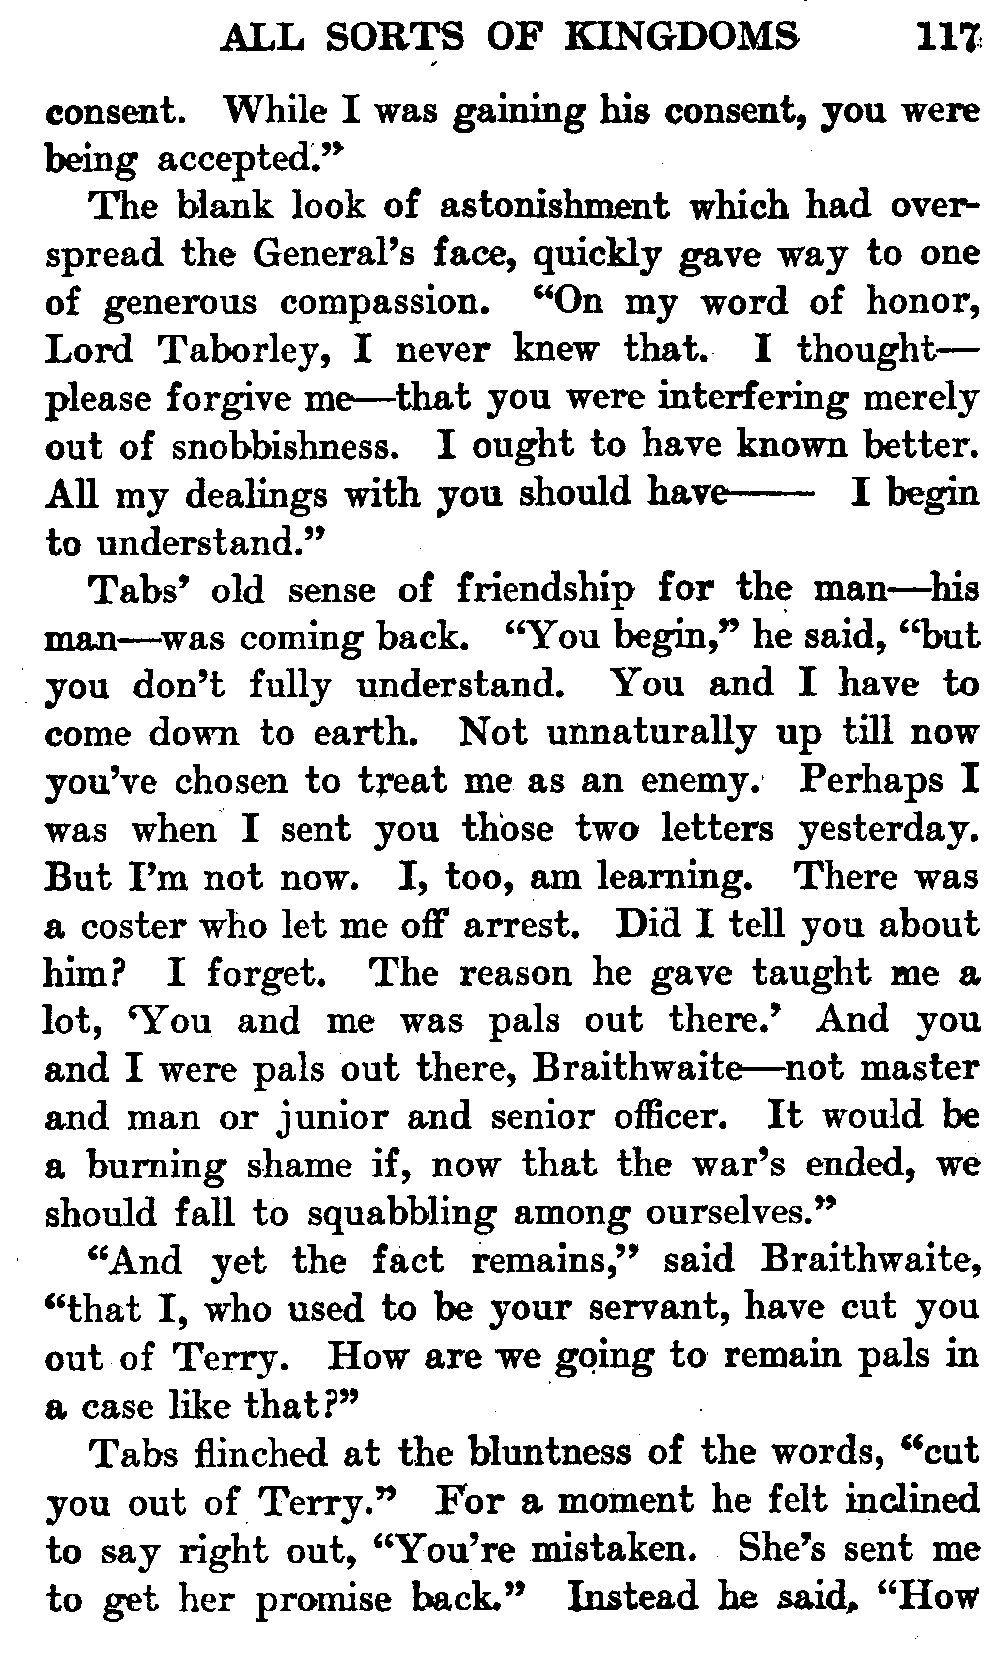 ALL SORTS OF KINGDOMS 117
consent. While I was gaining his consent, you were
being accepted.”
The blank look of astonishment which had over-
spread the General’s face, quickly gave way to one
of generous compassion. “On my word of honor,
Lord Taborley, I never knew that. I thought—
please forgive me—that you were interfering merely
out of snobbishness. I ought to have known better.
All my dealings with you should have—— I begin
to understand.”
Tabs’ old sense of friendship for the man—his
man—was coming back. “You begin,” he said, “but
you don’t fully understand. You and I have to
come down to earth. Not unnaturally up till now
you’ve chosen to treat me as an enemy. Perhaps I
was when I sent you those two letters yesterday.
But I’m not now. I, too, am learning. There was
a coster who let me off arrest. Did I tell you about
him? I forget. The reason he gave taught me a
lot, ‘You and me was pals out there.’ And you
and I were pals out there, Braithwaite—not master
and man or junior and senior officer. It would be
a burning shame if, now that the war’s ended, we
should fall to squabbling among ourselves.”
“And yet the fact remains,” said Braithwaite,
“that I, who used to be your servant, have cut you
out of Terry. How are we going to remain pals in
a case like that?”
Tabs flinched at the bluntness of the words, “cut
you out of Terry.” For a moment he felt inclined
to say right out, “You’re mistaken. She’s sent me
to get her promise back.” Instead he said, “How